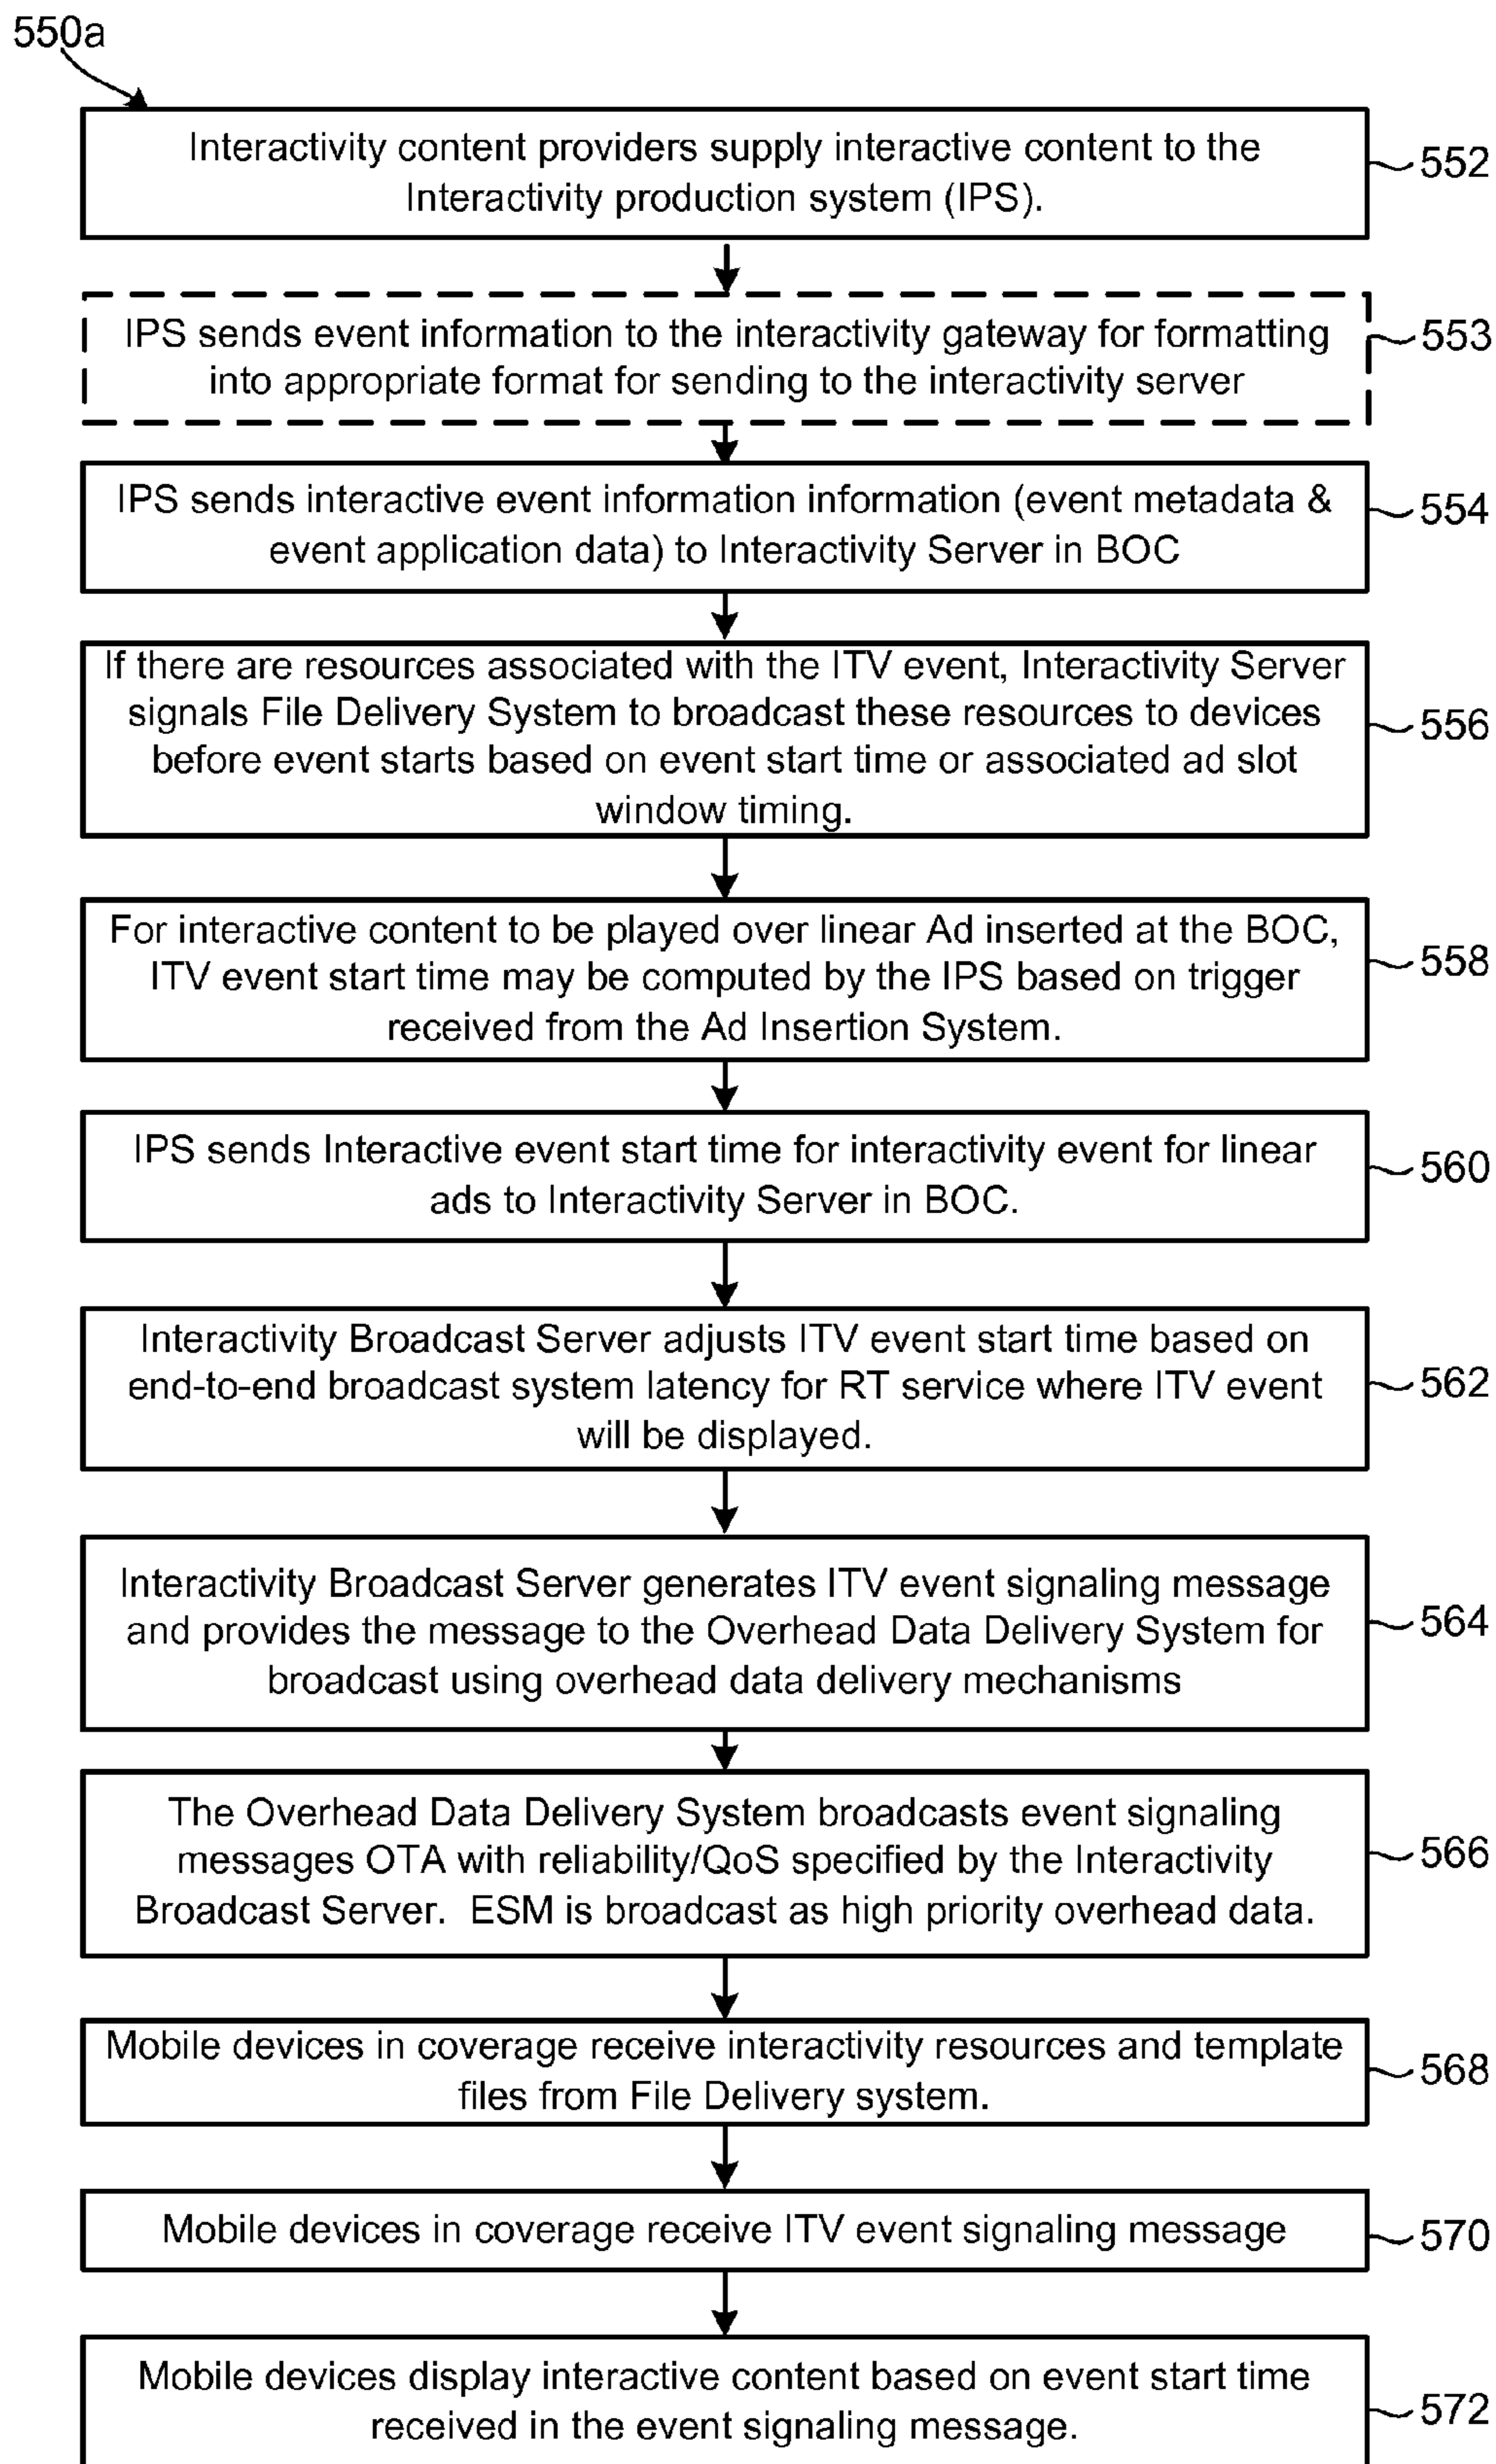 550a
Interactivity content providers supply interactive content to the
Interactivity production system (IPS).
552
IPS sends event information to the interactivity gateway for formatting
into appropriate format for sending to the interactivity server
553
IPS sends interactive event information information (event metadata &
event application data) to Interactivity Server in BOC
554
If there are resources associated with the ITV event, Interactivity Server
signals File Delivery System to broadcast these resources to devices
before event starts based on event start time or associated ad slot
window timing.
556
For interactive content to be played over linear Ad inserted at the BOC,
ITV event start time may be computed by the IPS based on trigger
received from the Ad Insertion System.
558
IPS sends Interactive event start time for interactivity event for linear
ads to Interactivity Server in BOC.
560
Interactivity Broadcast Server adjusts ITV event start time based on
end-to-end broadcast system latency for RT service where ITV event
will be displayed.
562
Interactivity Broadcast Server generates ITV event signaling message
and provides the message to the Overhead Data Delivery System for
broadcast using overhead data delivery mechanisms
564
The Overhead Data Delivery System broadcasts event signaling
messages OTA with reliability/QoS specified by the Interactivity
Broadcast Server.  ESM is broadcast as high priority overhead data.
566
Mobile devices in coverage receive interactivity resources and template
files from File Delivery system.
568
Mobile devices in coverage receive ITV event signaling message
570
Mobile devices display interactive content based on event start time
received in the event signaling message.
572